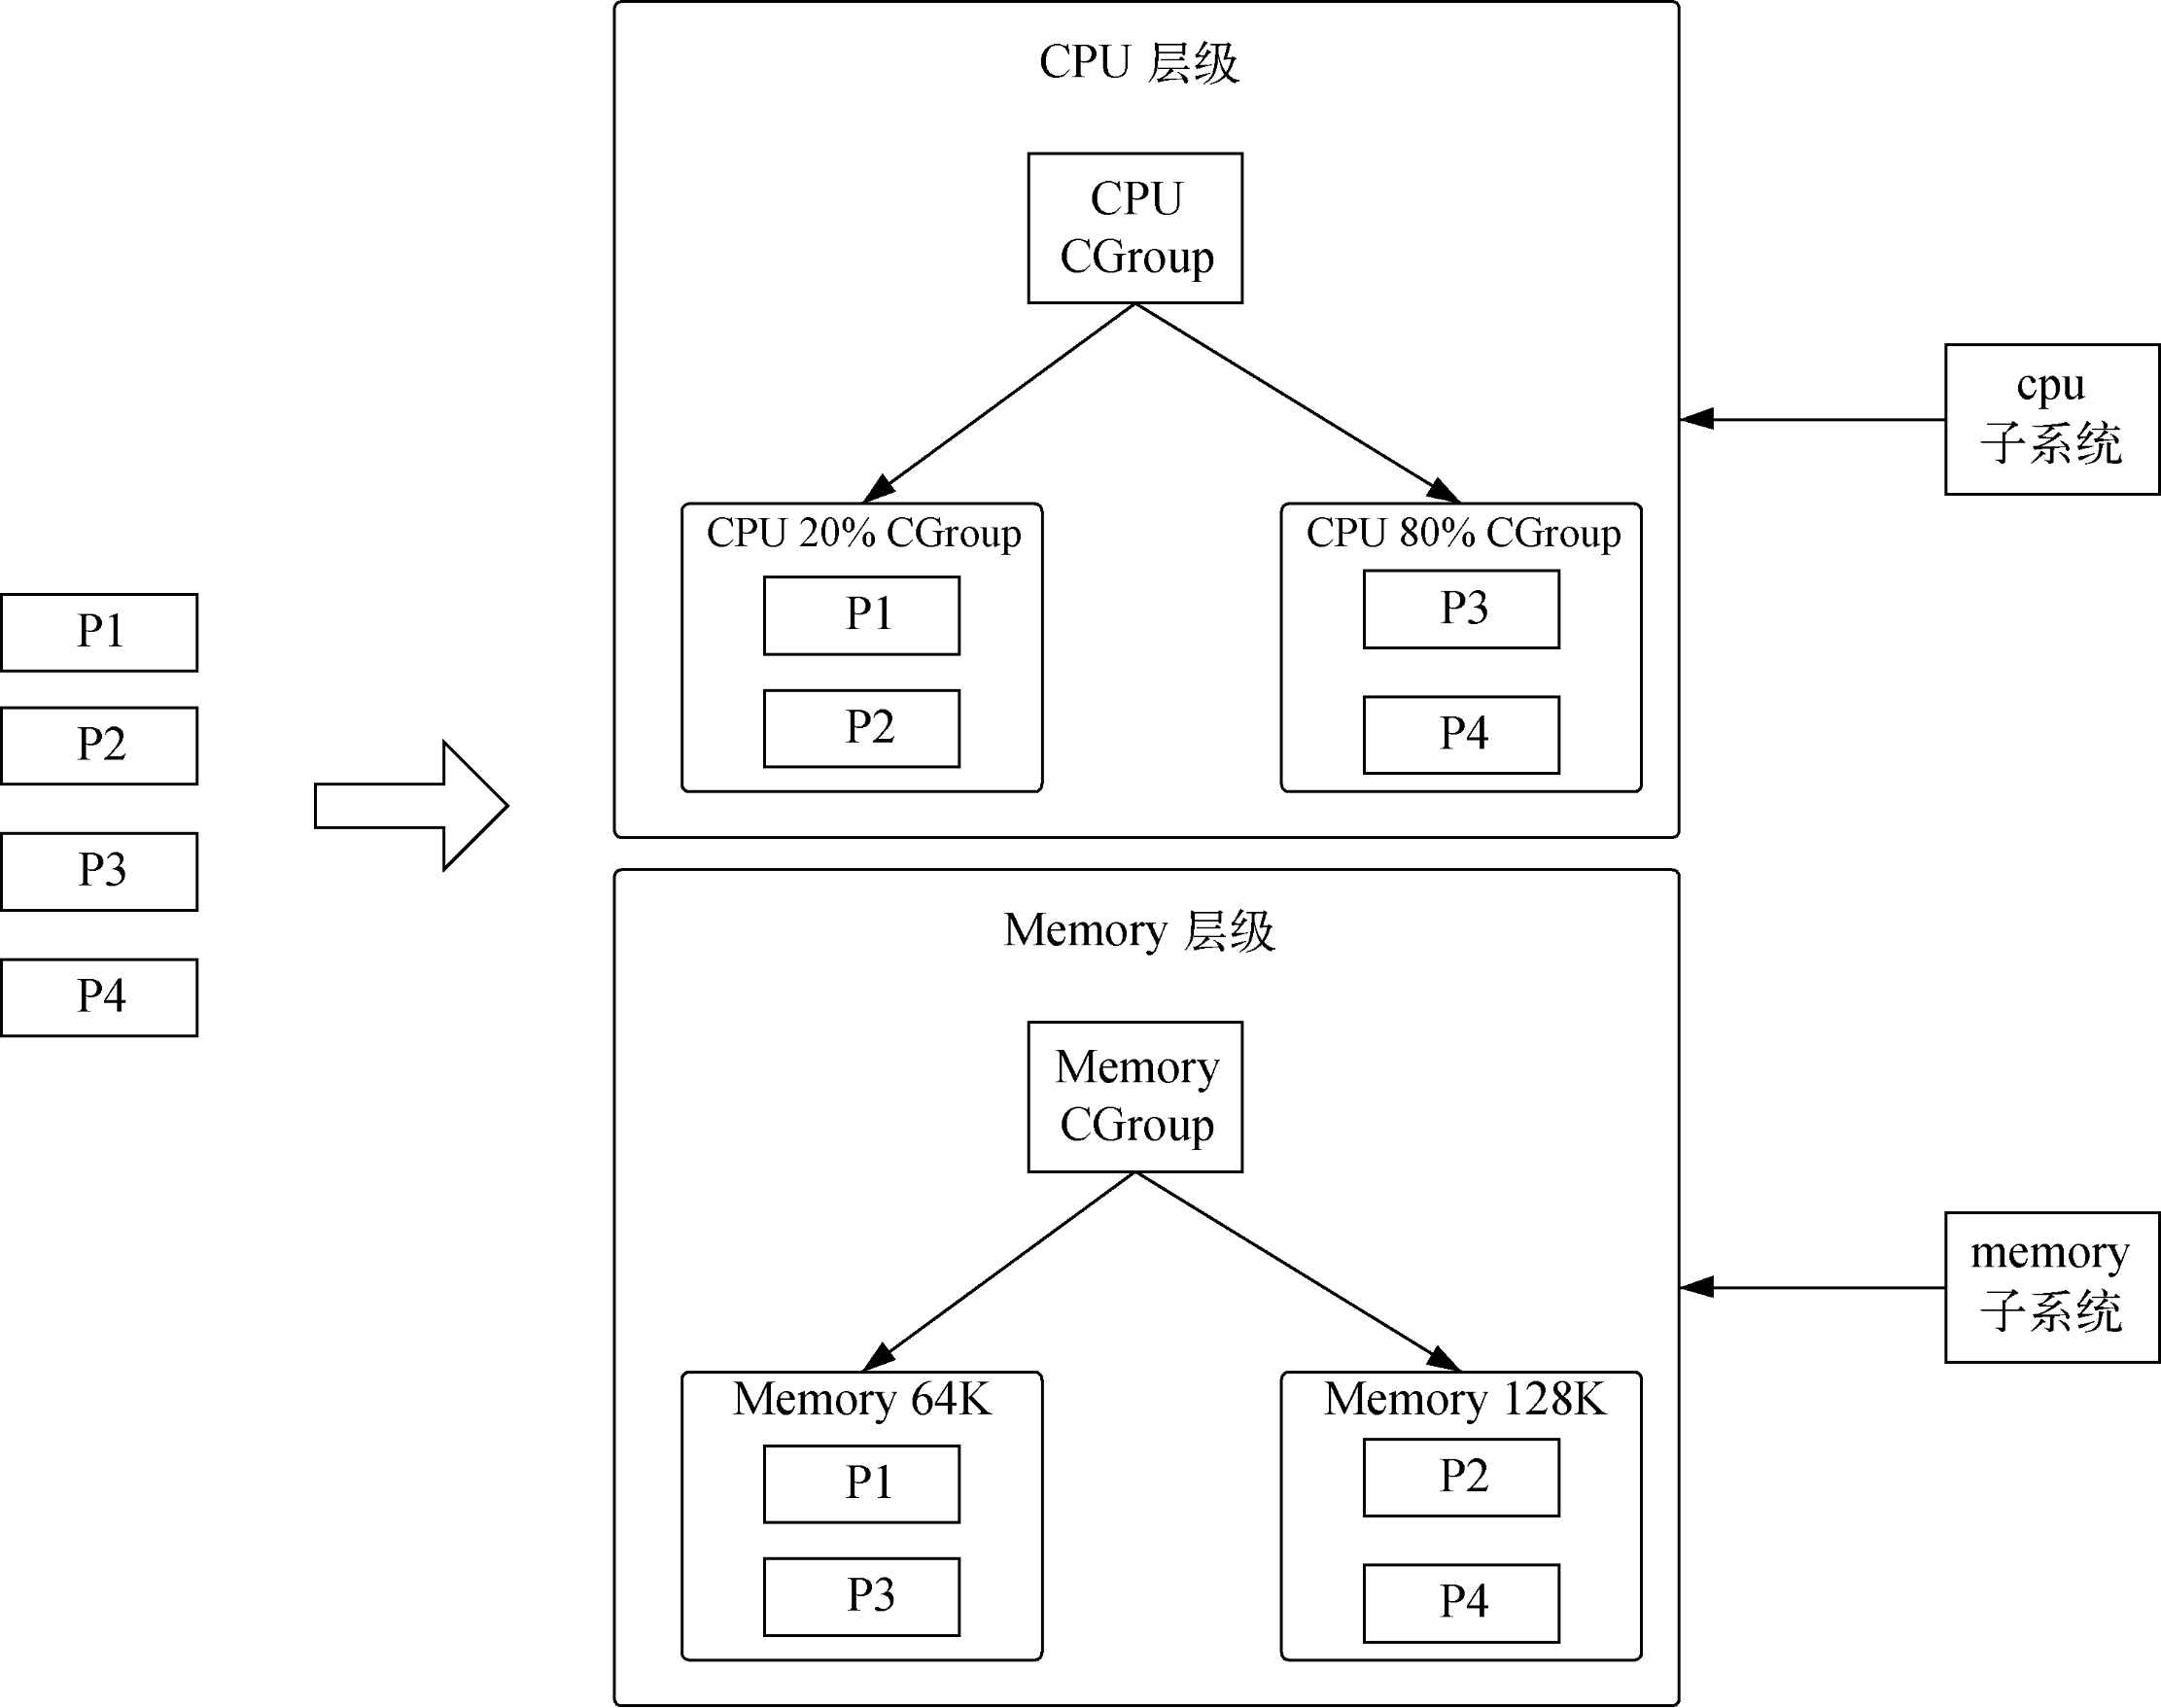 P1
P2
P3
P4
CPU 层级
CPU
CGroup
CPU 20% CGroup
P1
P2
CPU 80% CGroup
P3
P4
cpu
子系统
Memory 层级
Memory
CGroup
Memory 64K
P1
P3
Memory 128K
P2
P4
memory
子系统